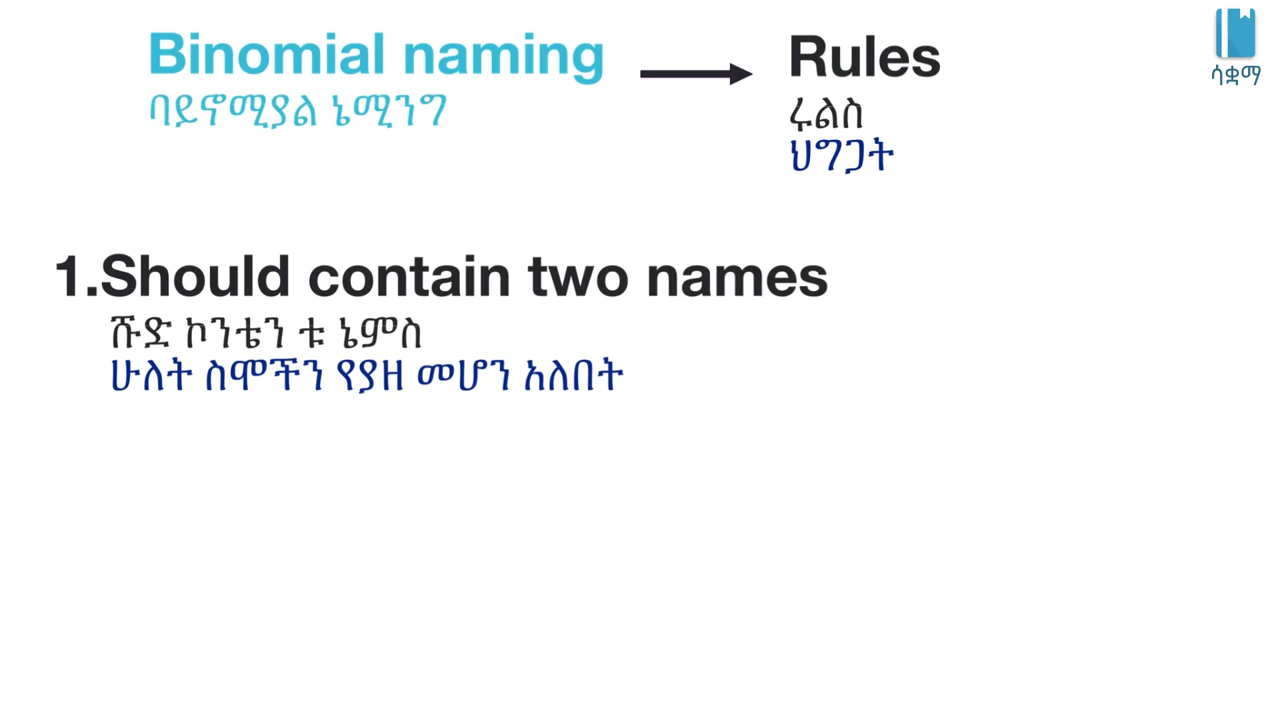 Binomial naming
ባይኖሚያል ኔሚንግ
Rules
ሩልስ
ህግጋት
ሳቋማ
1.Should contain two names
ሹድ ኮንቴን ቱ ኔምስ
ሁለት ስሞችን የያዘ መሆን አለበት